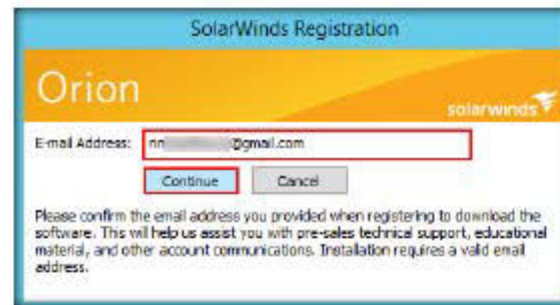 SolarWinds Registration
Orion
solarwinds
E-mail Address: nn @gmail.com
Continue Cancel
Please confirm the email address you provided when registering to download the
software. This will help us assist you with pre-sales technical support, educational
material, and other account communications. Installation requires a valid email
address.